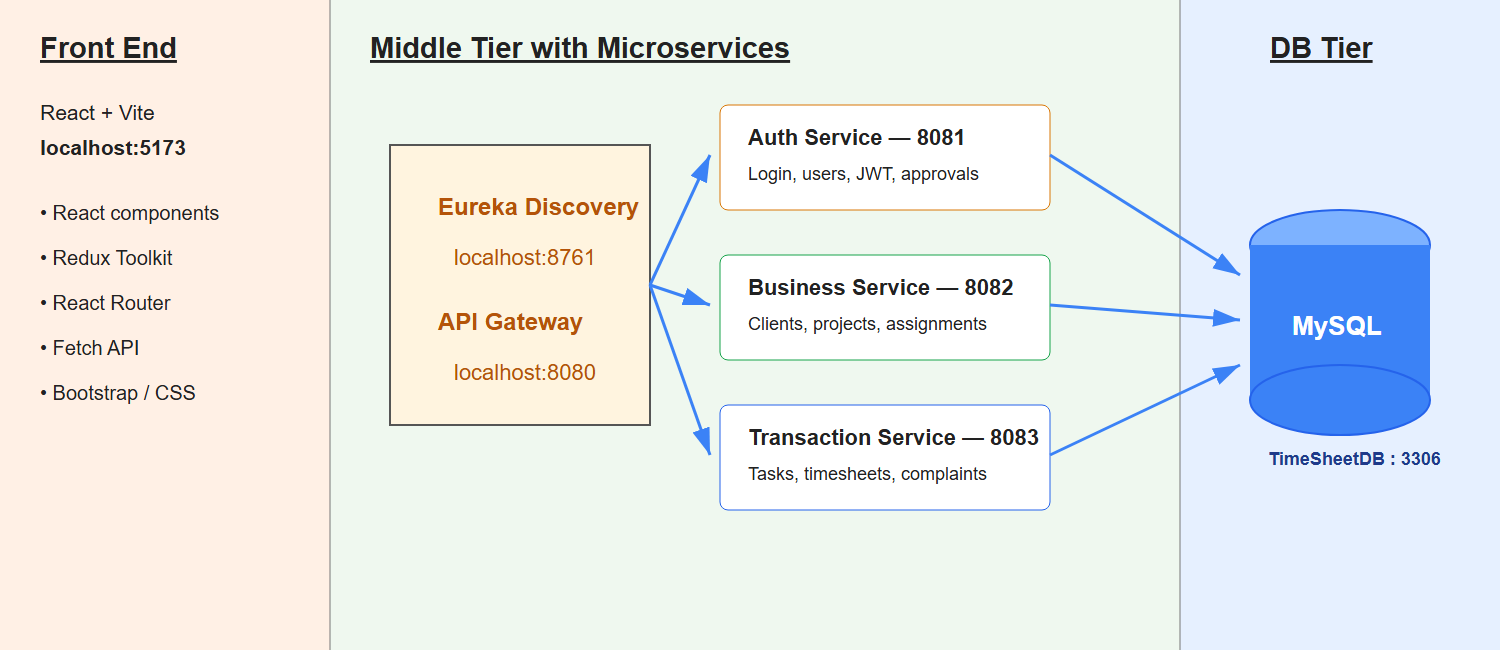 Front End
React + Vite
localhost:5173
• React components
• Redux Toolkit
• React Router
• Fetch API
• Bootstrap / CSS
Middle Tier with Microservices
Eureka Discovery
localhost:8761
API Gateway
localhost:8080
Auth Service — 8081
Login, users, JWT, approvals
Business Service — 8082
Clients, projects, assignments
Transaction Service — 8083
Tasks, timesheets, complaints
DB Tier
MySQL
TimeSheetDB : 3306